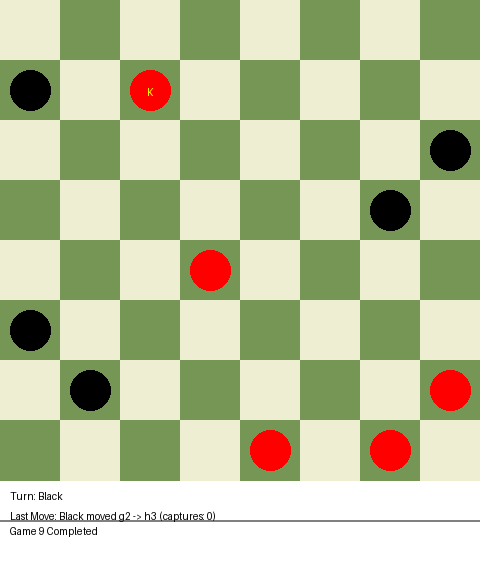 K
Turn: Black
Last Move: Black moved g2 -> h3 (captures: 0)
Game 9 Completed